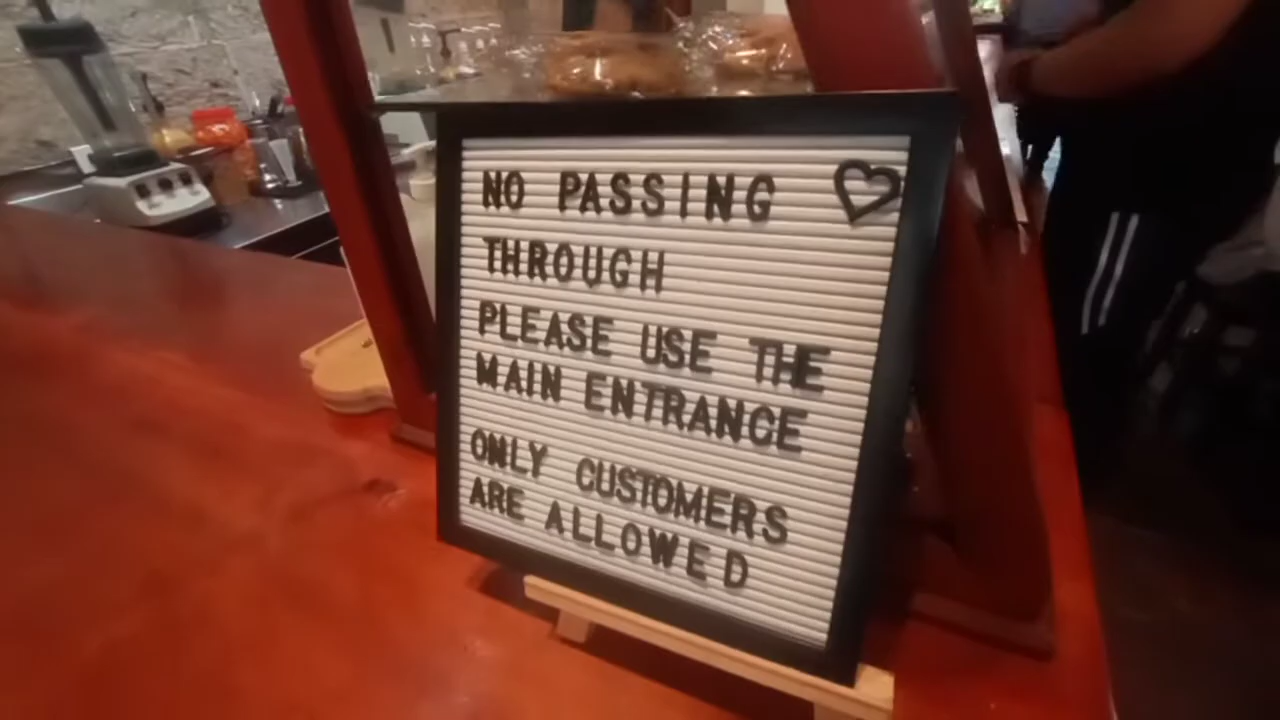 NO PASSING
THROUGH
PLEASE USE THE
MAIN ENTRANCE
ONLY CUSTOMERS
ARE ALLOWED